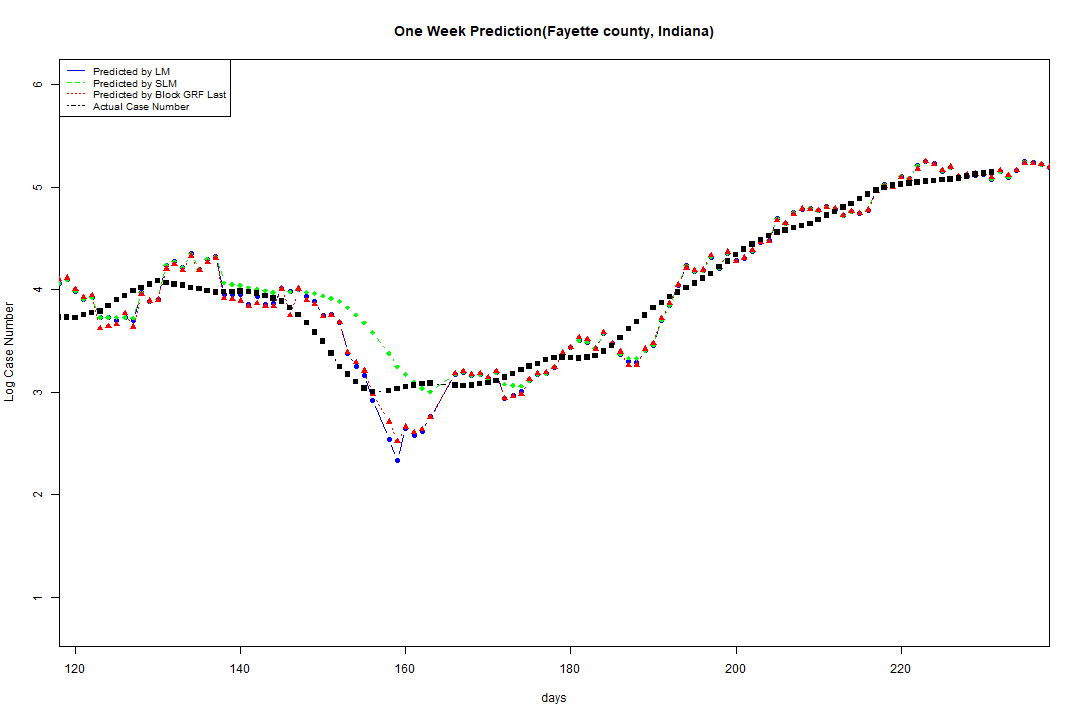 One Week Prediction(Fayette county, Indiana)
Predicted by LM
Predicted by SLM
Predicted by Block GRF Last
Actual Case Number
6
5
4
3
2
1
Log Case Number
120 140 160 180 200 220
days